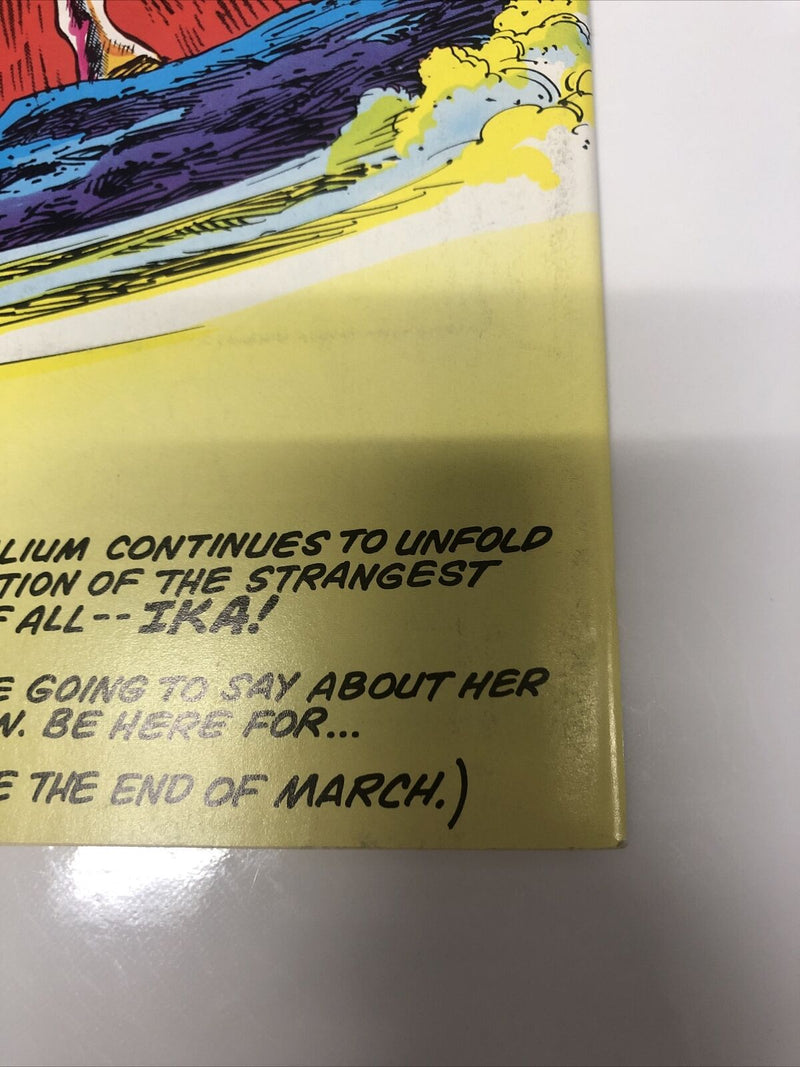 LIUM CONTINUES TO UNFOLD
TION OF THE STRANGEST
F ALL--IKA!
E GOING TO SAY ABOUT HER
N. BE HERE FOR...
E THE END OF MARCH.)